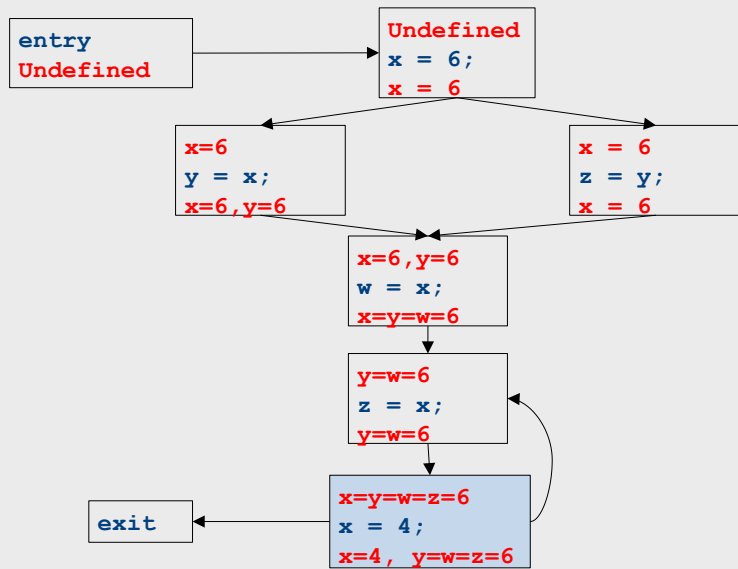 entry
Undefined
Undefined
x = 6;
x = 6
x=6
y = x;
x=6,y=6
x = 6
z = y;
x = 6
x=6,y=6
w = x;
x=y=w=6
y=w=6
z = x;
y=w=6
x=y=w=z=6
x = 4;
x=4, y=w=z=6
exit